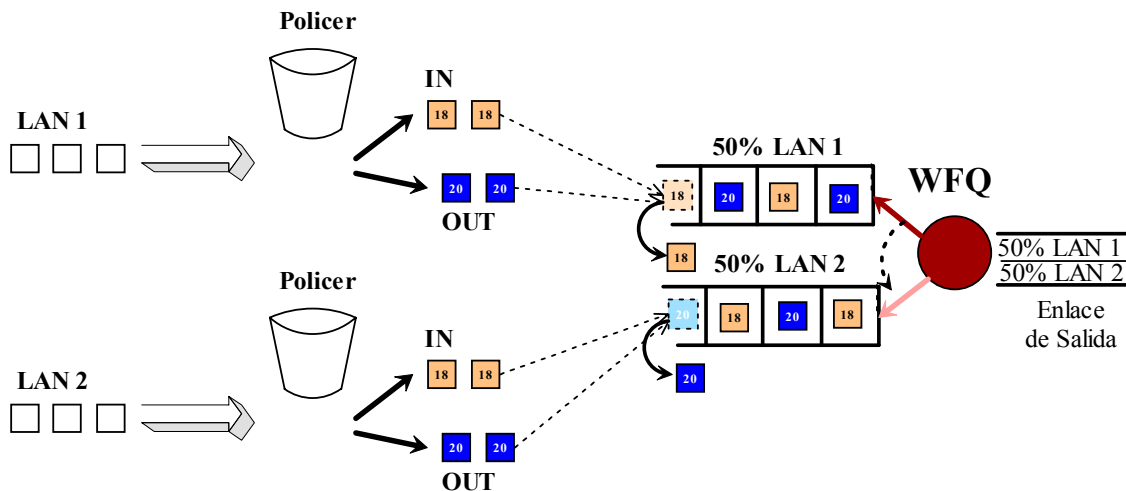 Policer
IN
18 18
LAN 1
20 20
OUT
50% LAN 1
18 20 18 20
18
WFQ
50% LAN 1
50% LAN 2
Enlace
de Salida
50% LAN 2
20 18 20 18
20
Policer
IN
18 18
LAN 2
20 20
OUT